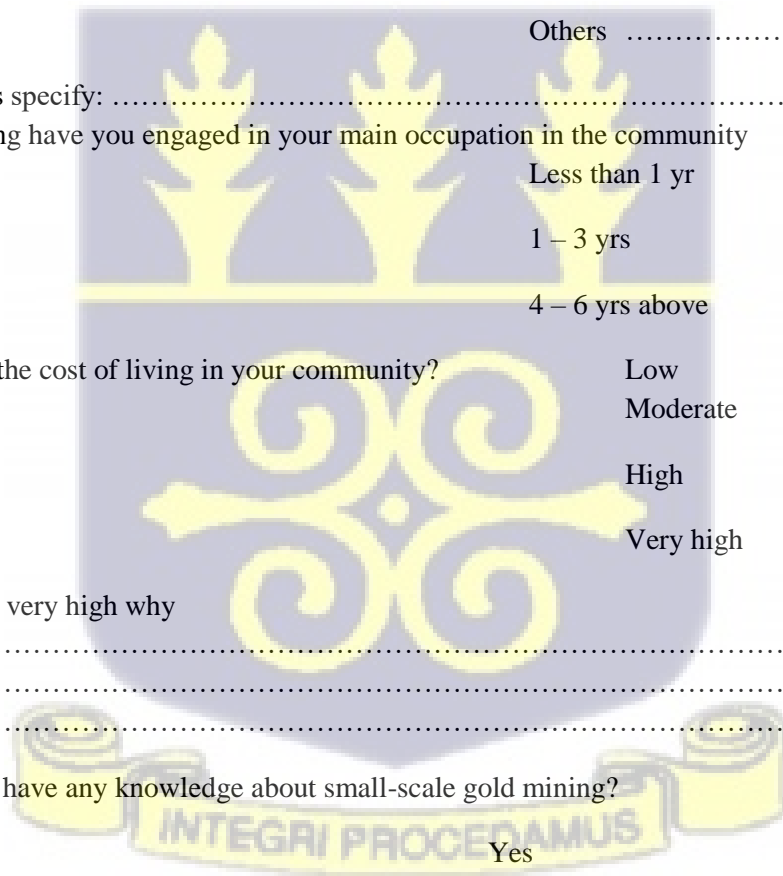 Others ………………
s specify: ……………………………………………………………
ng have you engaged in your main occupation in the community
Less than 1 yr
1 – 3 yrs
4 – 6 yrs above
the cost of living in your community? Low
Moderate
High
Very high
very high why
………………………………………………………………………
………………………………………………………………………
………………………………………………………………………
have any knowledge about small-scale gold mining?
INTEGRI PROCEDAMUS
Yes